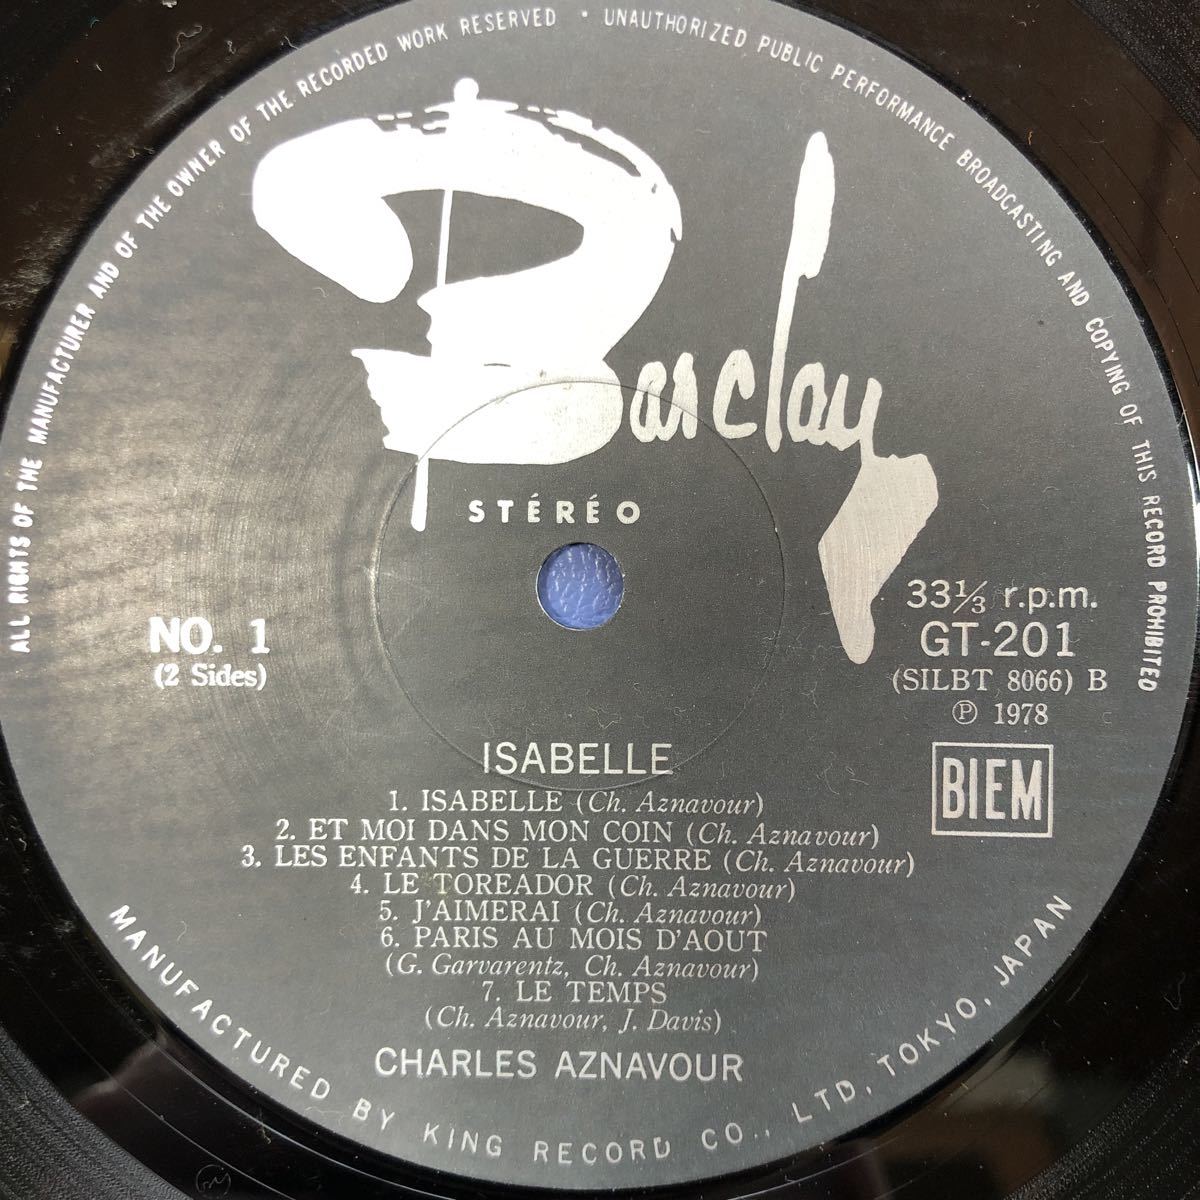 ALL RIGHTS OF THE MANUFACTURER AND OF THE OWNER OF THE RECORDED WORK RESERVED • UNAUTHORIZED PUBLIC PERFORMANCE BROADCASTING AND COPYING OF THIS RECORD PROHIBITED
Barclay
STÉRÉO
33⅓ r.p.m.
GT-201
(SILBT 8066) B
Ⓟ 1978
NO. 1
(2 Sides)
BIEM
ISABELLE
1. ISABELLE (Ch. Aznavour)
2. ET MOI DANS MON COIN (Ch. Aznavour)
3. LES ENFANTS DE LA GUERRE (Ch. Aznavour)
4. LE TOREADOR (Ch. Aznavour)
5. J'AIMERAI (Ch. Aznavour)
6. PARIS AU MOIS D'AOUT
(G. Garvarentz, Ch. Aznavour)
7. LE TEMPS
(Ch. Aznavour, J. Davis)
CHARLES AZNAVOUR
MANUFACTURED BY KING RECORD CO., LTD, TOKYO, JAPAN